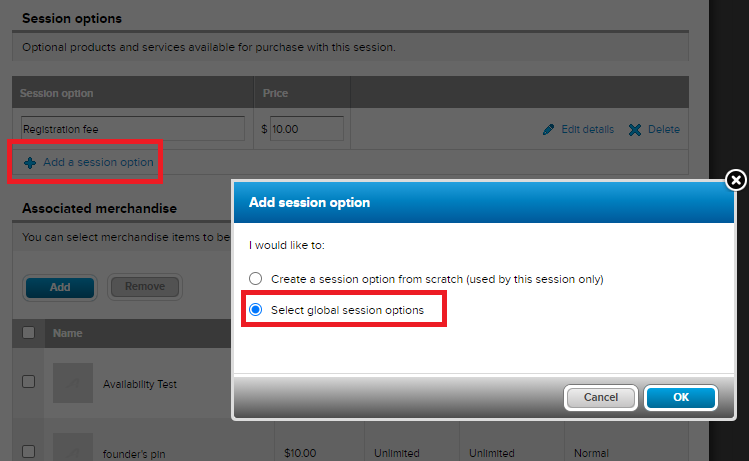 Session options
Optional products and services available for purchase with this session.
Session option Price
Registration fee $ 10.00 Edit details Delete
Add a session option
Associated merchandise
You can select merchandise items to be
Add Remove
Name
Availability Test
founder's pin $10.00 Unlimited Unlimited Normal
Add session option
I would like to:
Create a session option from scratch (used by this session only)
Select global session options
Cancel OK